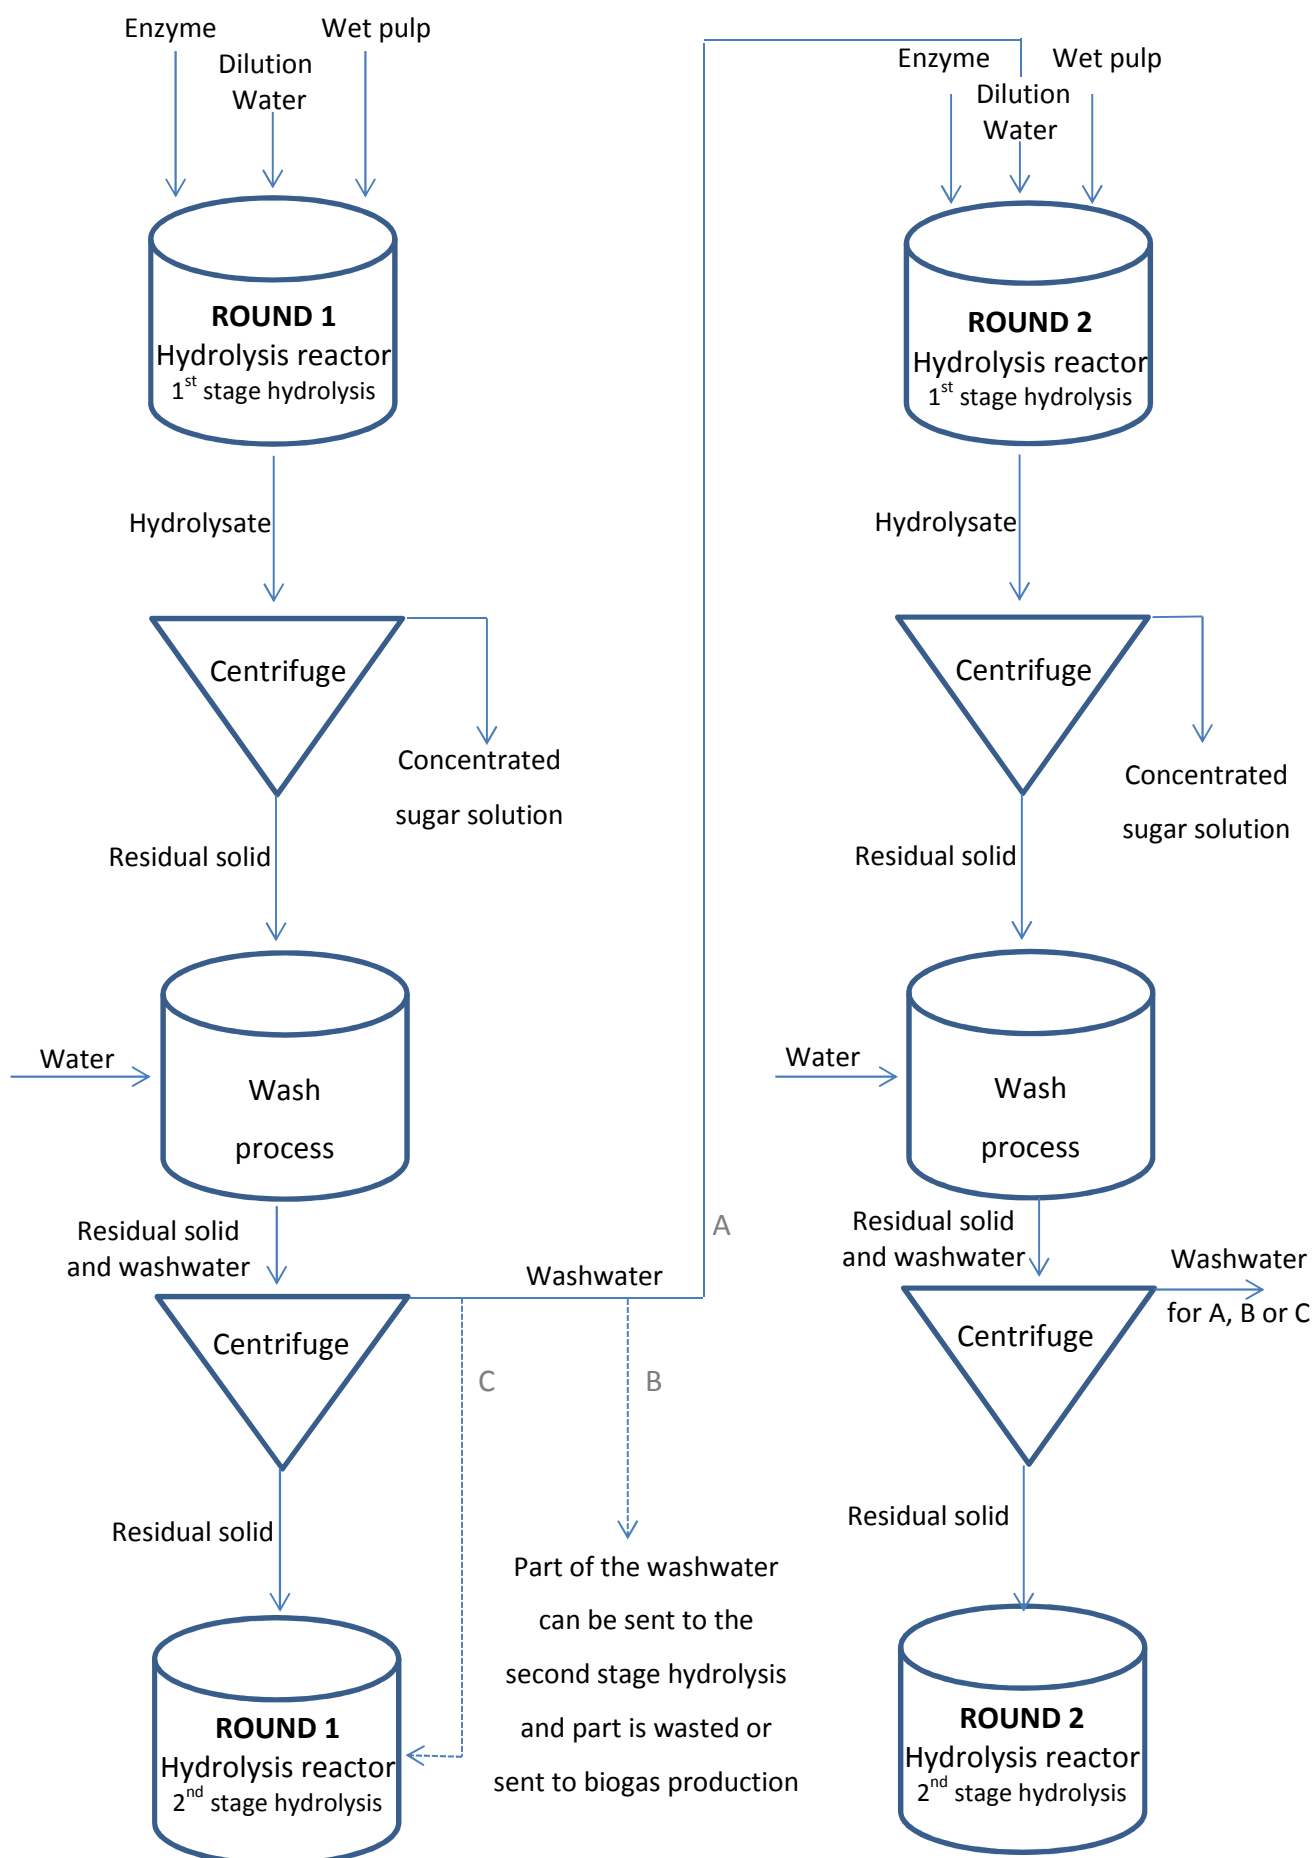 Enzyme
Wet pulp
Dilution
Water
ROUND 1
Hydrolysis reactor
1st stage hydrolysis
Hydrolysate
Centrifuge
Concentrated
sugar solution
Residual solid
Water
Wash
process
Residual solid
and washwater
Washwater
A
Centrifuge
C
B
Residual solid
Part of the washwater
can be sent to the
second stage hydrolysis
and part is wasted or
sent to biogas production
ROUND 1
Hydrolysis reactor
2nd stage hydrolysis
Enzyme
Wet pulp
Dilution
Water
ROUND 2
Hydrolysis reactor
1st stage hydrolysis
Hydrolysate
Centrifuge
Concentrated
sugar solution
Residual solid
Water
Wash
process
Residual solid
and washwater
Washwater
for A, B or C
Centrifuge
Residual solid
ROUND 2
Hydrolysis reactor
2nd stage hydrolysis